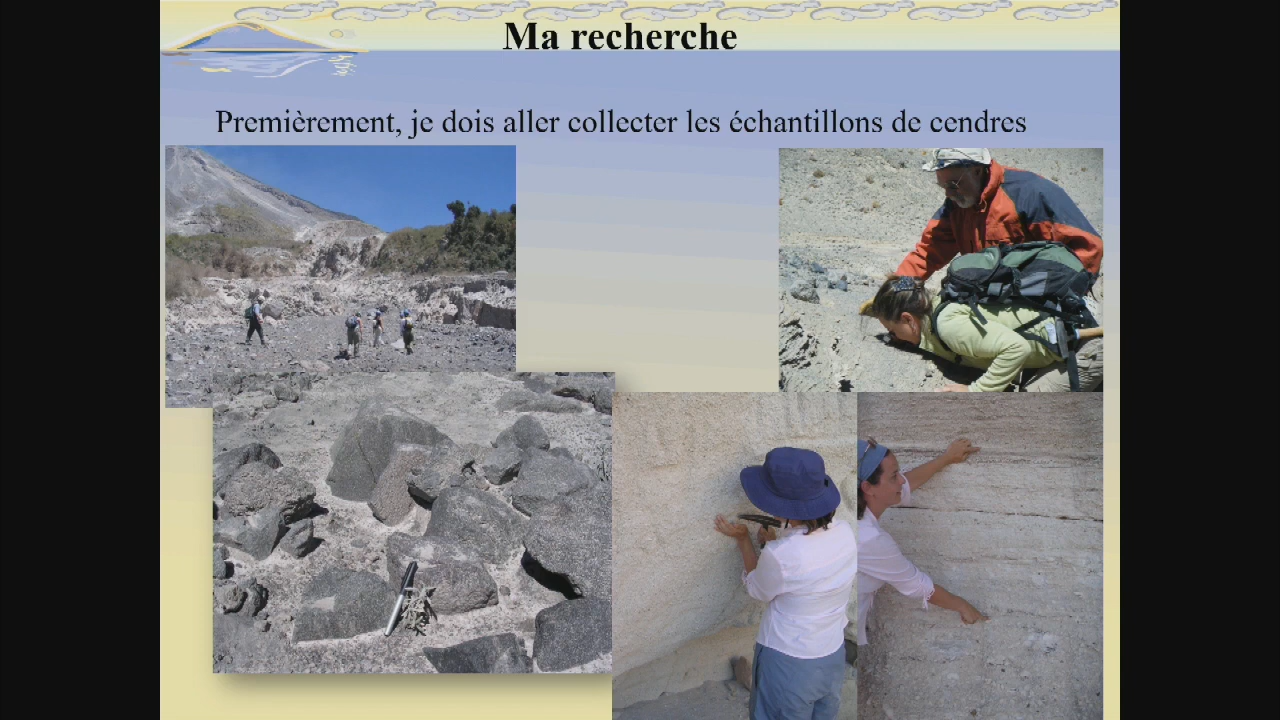 Ma recherche
Premièrement, je dois aller collecter les échantillons de cendres